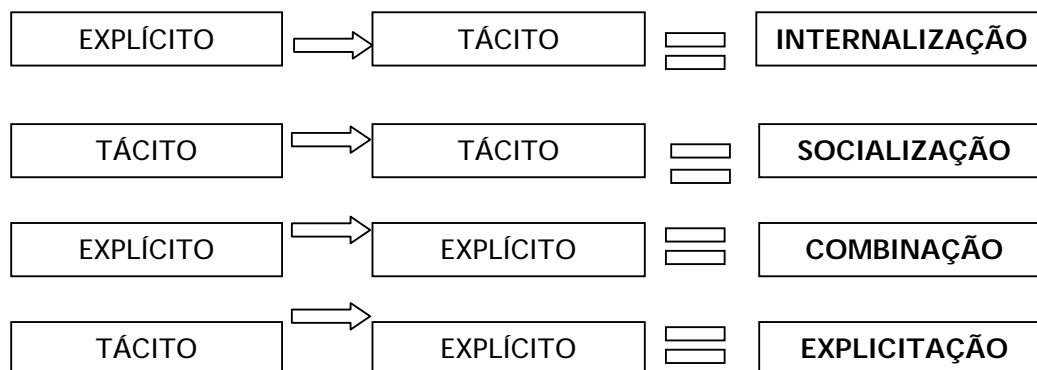 EXPLÍCITO TÁCITO INTERNALIZAÇÃO
TÁCITO TÁCITO SOCIALIZAÇÃO
EXPLÍCITO EXPLÍCITO COMBINAÇÃO
TÁCITO EXPLÍCITO EXPLICITAÇÃO